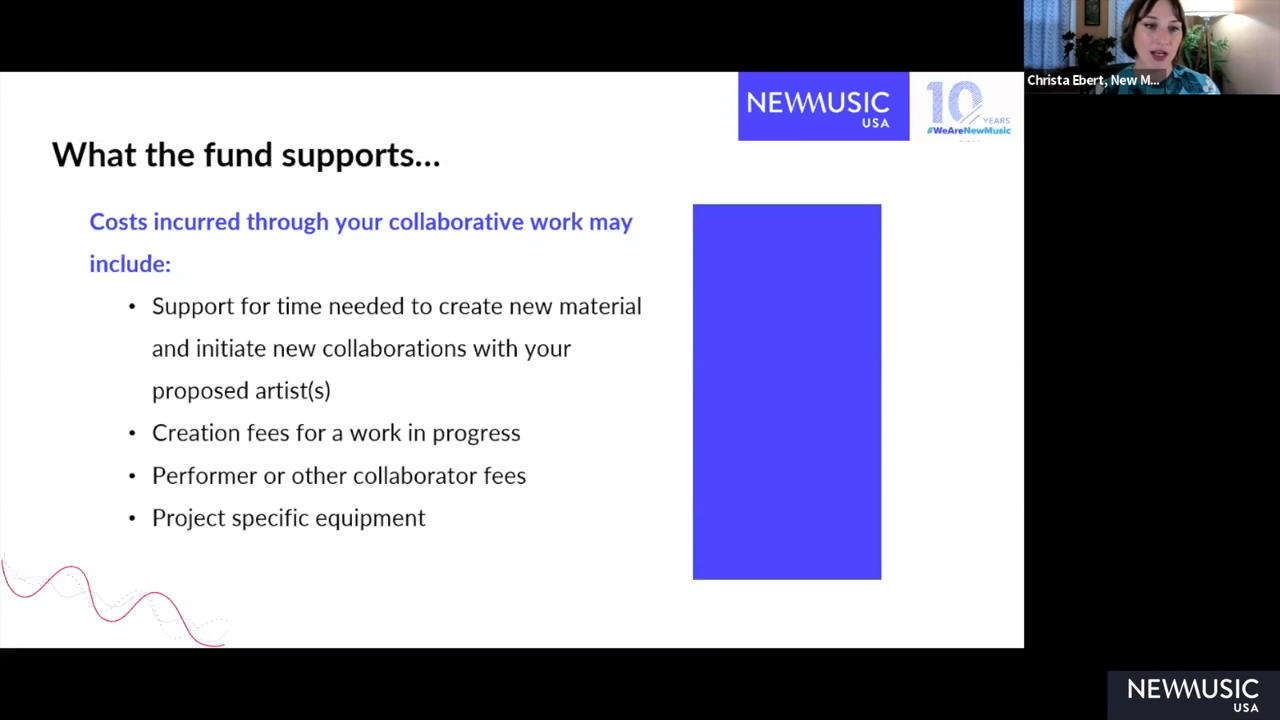 NEWMUSIC
USA
10
YEARS
#WeAreNewMusic
Christa Ebert, New M...
What the fund supports...
Costs incurred through your collaborative work may
include:
• Support for time needed to create new material
and initiate new collaborations with your
proposed artist(s)
• Creation fees for a work in progress
• Performer or other collaborator fees
• Project specific equipment
NEWMUSIC
USA